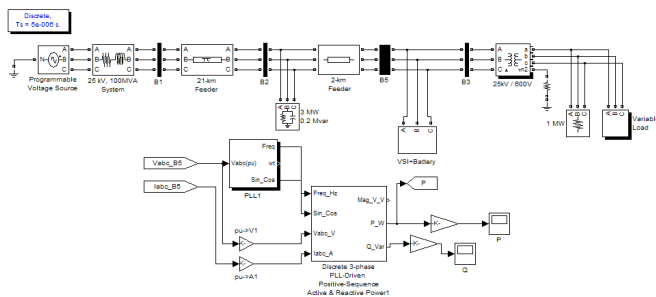 Discrete,
Ts = 5e-006 s.
N
A
B
C
A
B
C
A
B
C
A
B
C
A
B
C
A
B
C
A
B
C
A
B
C
A
B
C
a
b
c
n2
Programmable
Voltage Source
25 kV, 100MVA
System
B1
21-km
Feeder
B2
2-km
Feeder
B5
B3
25kV / 600V
A B C
3 MW
0.2 Mvar
A B C
VSI+Battery
A B C
1 MW
A B C
Variable
Load
Vabc_B5
Iabc_B5
Vabc(pu)
Freq
wt
Sin_Cos
PLL1
Freq_Hz
Sin_Cos
Vabc_V
Iabc_A
Mag_V_V
P_W
Q_Var
Discrete 3-phase
PLL-Driven
Positive-Sequence
Active & Reactive Power1
pu->V1
-K-
pu->A1
-K-
P
-K-
P
-K-
Q